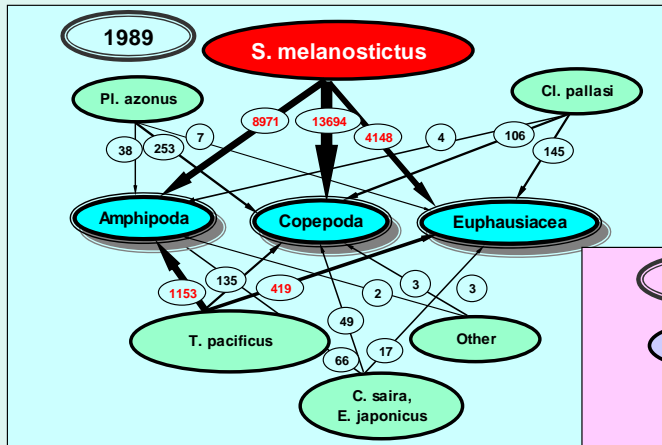 1989
S. melanostictus
Pl. azonus
Cl. pallasi
8971
13694
4148
38
253
7
4
106
145
Amphipoda
Copepoda
Euphausiacea
1153
135
419
2
3
3
T. pacificus
49
Other
66
17
C. saira,
E. japonicus